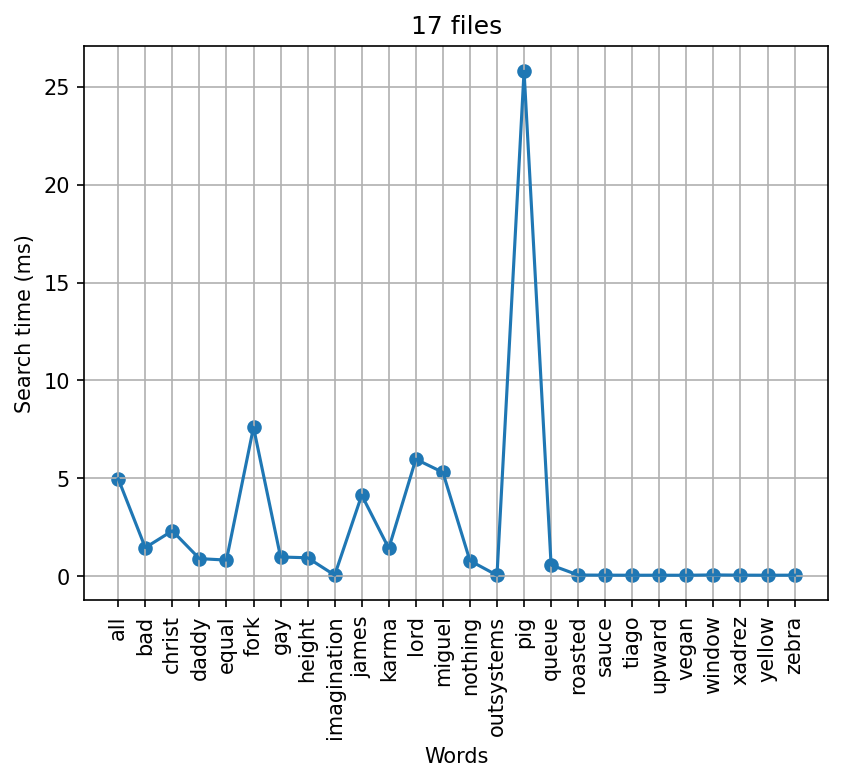 17 files
Search time (ms)
25
20
15
10
5
0
all
bad
christ
daddy
equal
fork
gay
height
imagination
james
karma
lord
miguel
nothing
outsystems
pig
queue
roasted
sauce
tiago
upward
vegan
window
xadrez
yellow
zebra
Words